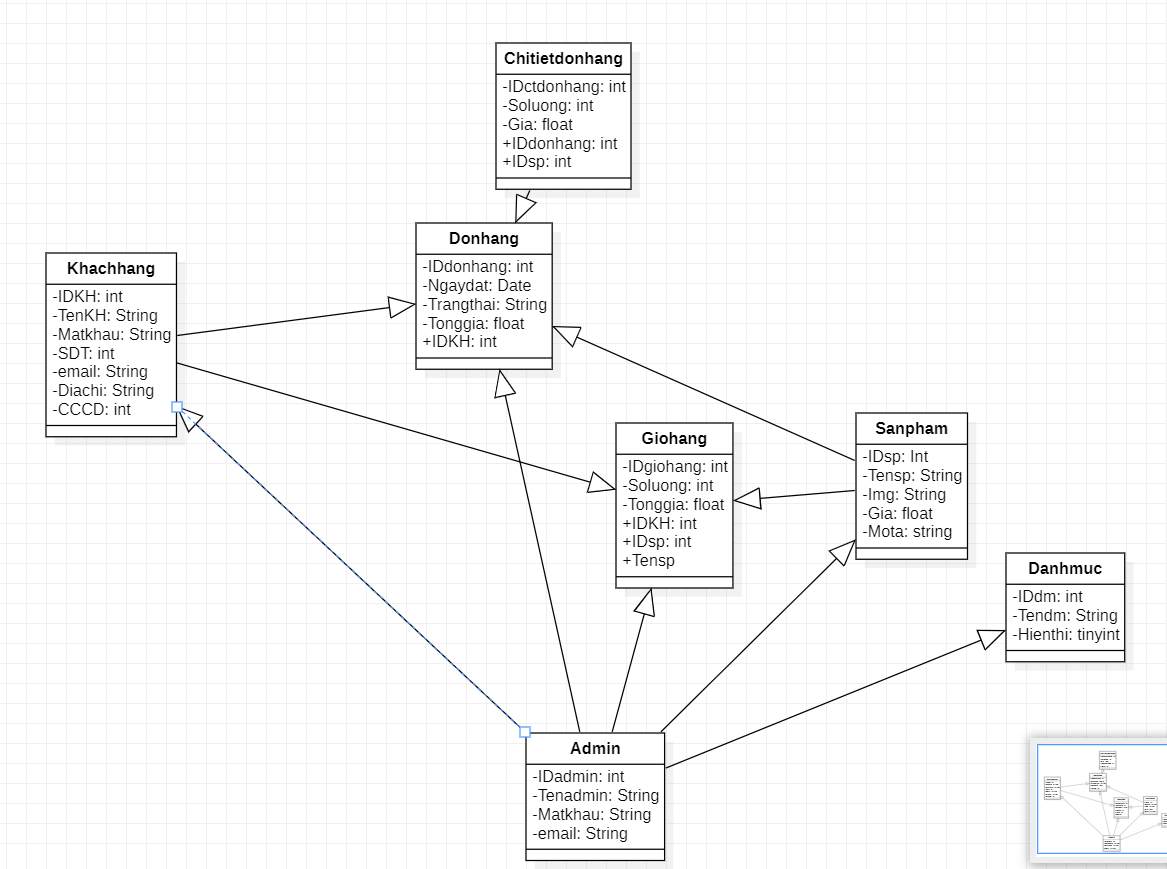 Chitietdonhang
-IDctdonhang: int
-Soluong: int
-Gia: float
+IDdonhang: int
+IDsp: int
Donhang
-IDdonhang: int
-Ngaydat: Date
-Trangthai: String
-Tonggia: float
+IDKH: int
Khachhang
-IDKH: int
-TenKH: String
-Matkhau: String
-SDT: int
-email: String
-Diachi: String
-CCCD: int
Giohang
-IDgiohang: int
-Soluong: int
-Tonggia: float
+IDKH: int
+IDsp: int
+Tensp
Sanpham
-IDsp: Int
-Tensp: String
-Img: String
-Gia: float
-Mota: string
Danhmuc
-IDdm: int
-Tendm: String
-Hienthi: tinyint
Admin
-IDadmin: int
-Tenadmin: String
-Matkhau: String
-email: String